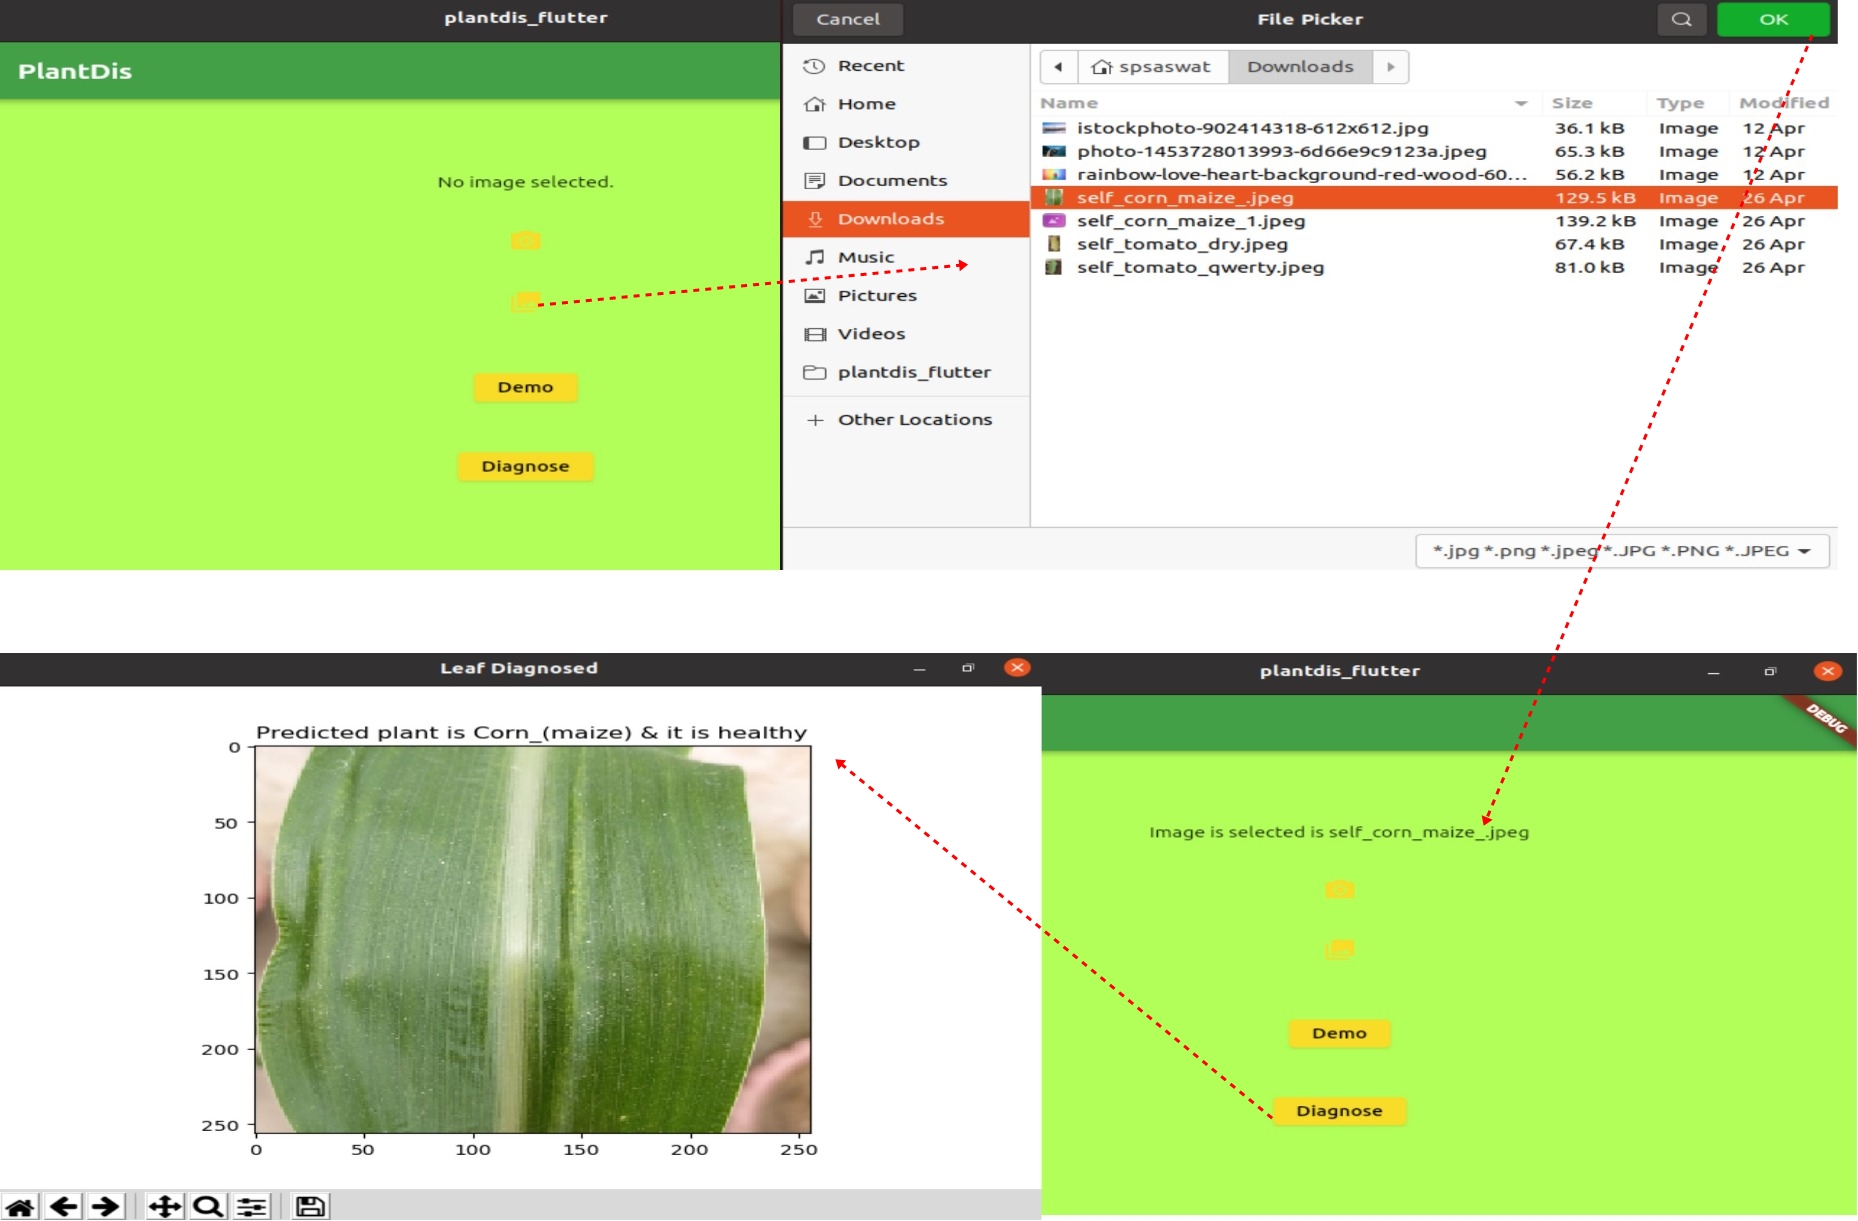 plantdis_flutter
PlantDis
No image selected.
Demo
Diagnose
Cancel
File Picker
OK
Recent
Home
Desktop
Documents
Downloads
Music
Pictures
Videos
plantdis_flutter
Other Locations
spsaswat Downloads
Name Size Type Modified
istockphoto-902414318-612x612.jpg 36.1 kB Image 12 Apr
photo-1453728013993-6d66e9c9123a.jpeg 65.3 kB Image 12 Apr
rainbow-love-heart-background-red-wood-60... 56.2 kB Image 12 Apr
self_corn_maize_.jpeg 129.5 kB Image 26 Apr
self_corn_maize_1.jpeg 139.2 kB Image 26 Apr
self_tomato_dry.jpeg 67.4 kB Image 26 Apr
self_tomato_qwerty.jpeg 81.0 kB Image 26 Apr
*.jpg *.png *.jpeg *.JPG *.PNG *.JPEG
Leaf Diagnosed
Predicted plant is Corn_(maize) & it is healthy
0
50
100
150
200
250
0 50 100 150 200 250
plantdis_flutter
DEBUG
Image is selected is self_corn_maize_.jpeg
Demo
Diagnose